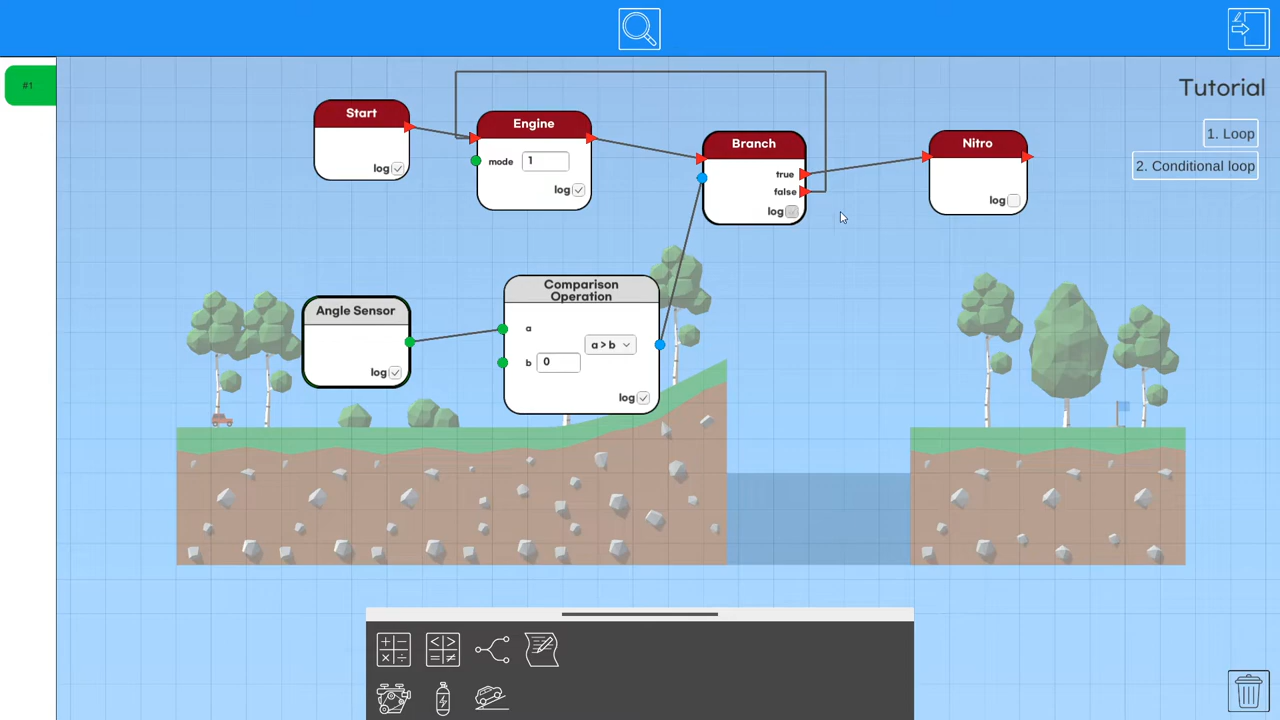 #1
Tutorial
1. Loop
2. Conditional loop
Start
log
Engine
mode 1
log
Branch
true
false
log
Nitro
log
Angle Sensor
log
Comparison
Operation
a
a > b
b 0
log